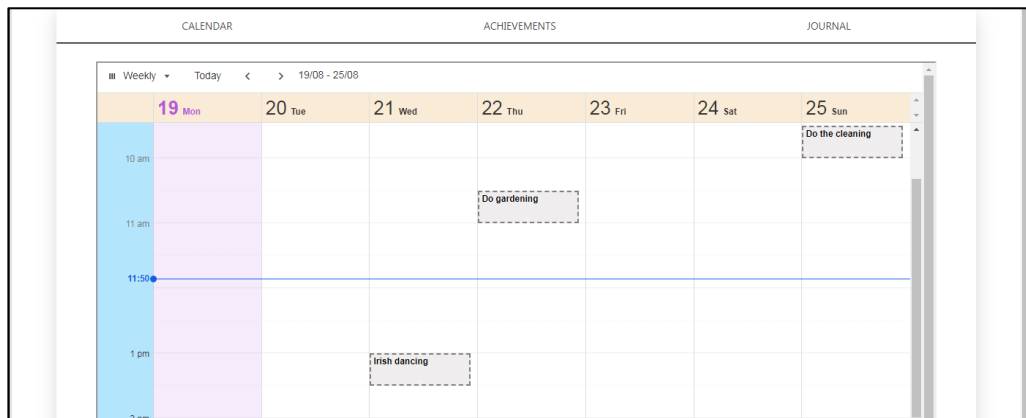 CALENDAR ACHIEVEMENTS JOURNAL
Weekly Today < > 19/08 - 25/08
19 Mon 20 Tue 21 Wed 22 Thu 23 Fri 24 Sat 25 Sun
Do the cleaning
10 am
Do gardening
11 am
11:50
1 pm
Irish dancing
2 pm